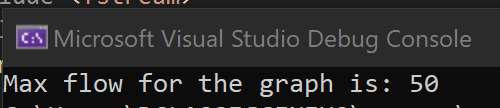 Microsoft Visual Studio Debug Console
Max flow for the graph is: 50